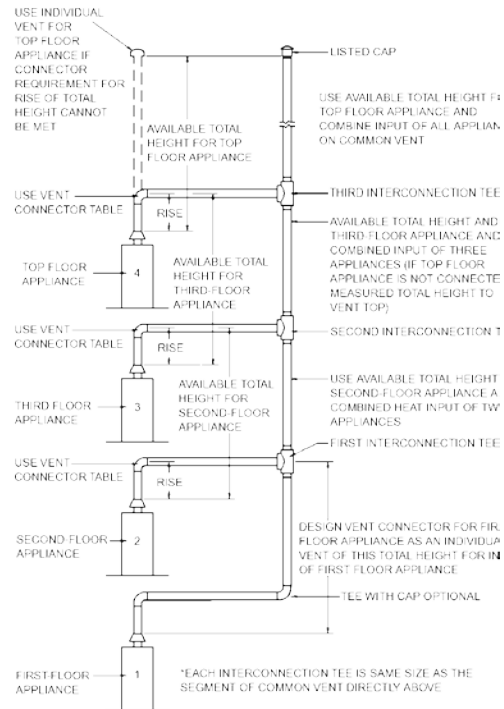 USE INDIVIDUAL
VENT FOR
TOP FLOOR
APPLIANCE IF
CONNECTOR
REQUIREMENT FOR
RISE OF TOTAL
HEIGHT CANNOT
BE MET
LISTED CAP
USE AVAILABLE TOTAL HEIGHT
TOP FLOOR APPLIANCE AND
COMBINE INPUT OF ALL
ON COMMON VENT
AVAILABLE TOTAL
HEIGHT FOR TOP
FLOOR APPLIANCE
USE VENT
CONNECTOR TABLE
RISE
THIRD INTERCONNECTION TEE
AVAILABLE TOTAL HEIGHT AND
THIRD-FLOOR APPLIANCE AND
COMBINED INPUT OF THREE
APPLIANCES (IF TOP FLOOR
APPLIANCE IS NOT
MEASURED TOTAL HEIGHT TO
VENT TOP)
TOP FLOOR
APPLIANCE
4
AVAILABLE TOTAL
HEIGHT FOR
THIRD-FLOOR
APPLIANCE
USE VENT
CONNECTOR TABLE
RISE
SECOND INTERCONNECTION
THIRD FLOOR
APPLIANCE
3
AVAILABLE TOTAL
HEIGHT FOR
SECOND-FLOOR
APPLIANCE
USE AVAILABLE TOTAL HEIGHT
SECOND-FLOOR APPLIANCE A
COMBINED HEAT INPUT OF
APPLIANCES
FIRST INTERCONNECTION TEE
USE VENT
CONNECTOR TABLE
RISE
SECOND-FLOOR
APPLIANCE
2
DESIGN VENT CONNECTOR FOR
FLOOR APPLIANCE AS AN
VENT OF THIS TOTAL HEIGHT FOR
OF FIRST FLOOR APPLIANCE
TEE WITH CAP OPTIONAL
FIRST-FLOOR
APPLIANCE
1
*EACH INTERCONNECTION TEE IS SAME SIZE AS THE
SEGMENT OF COMMON VENT DIRECTLY ABOVE